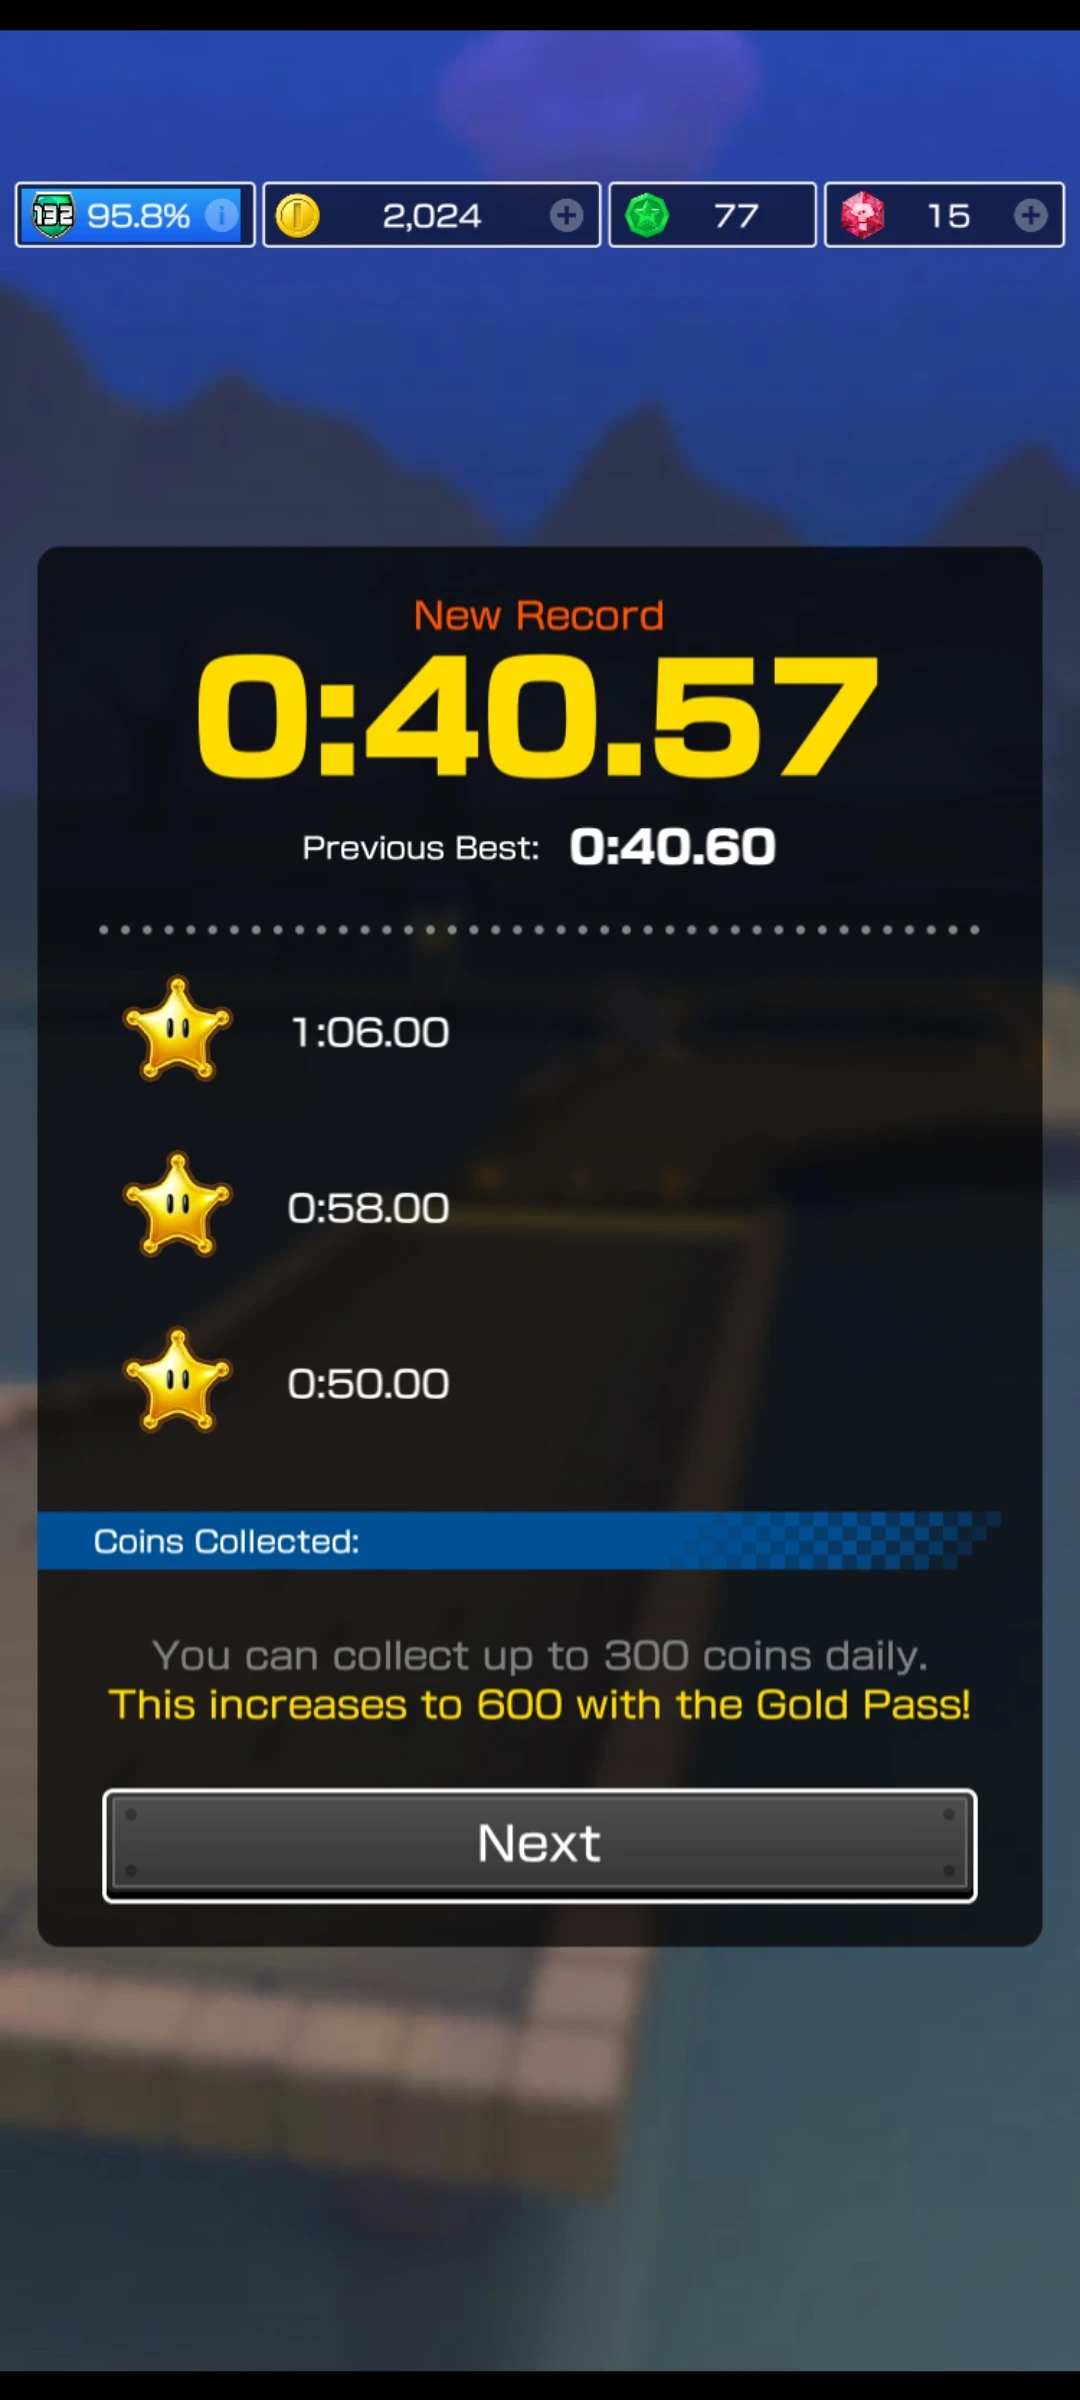 132 95.8% i 2,024 + 77 ? 15 +
New Record
0:40.57
Previous Best: 0:40.60
1:06.00
0:58.00
0:50.00
Coins Collected:
You can collect up to 300 coins daily.
This increases to 600 with the Gold Pass!
Next